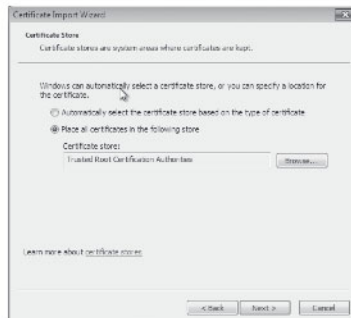 Certificate Import Wizard
Certificate Store
Certificate stores are system areas where certificates are kept.
Windows can automatically select a certificate store, or you can specify a location for
the certificate.
Automatically select the certificate store based on the type of certificate
Place all certificates in the following store
Certificate store:
Trusted Root Certification Authorities
Browse...
Learn more about certificate stores
< Back
Next >
Cancel